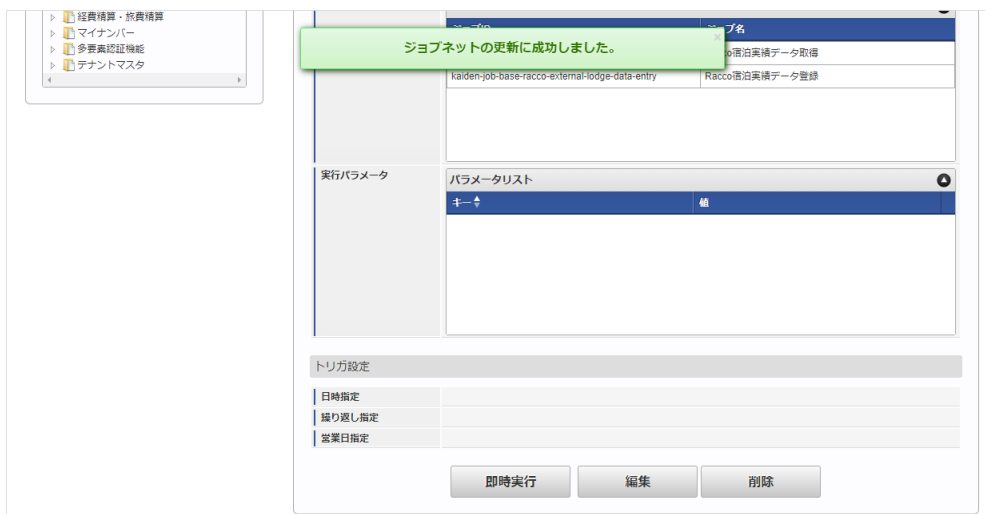 経費精算・旅費精算
マイナンバー
多要素認証機能
テナントマスタ
ジョブネットの更新に成功しました。
×
宿泊実績データ取得
kaiden-job-base-racco-external-lodge-data-entry
Racco宿泊実績データ登録
実行パラメータ
パラメータリスト
キー
値
トリガ設定
日時指定
繰り返し指定
営業日指定
即時実行
編集
削除